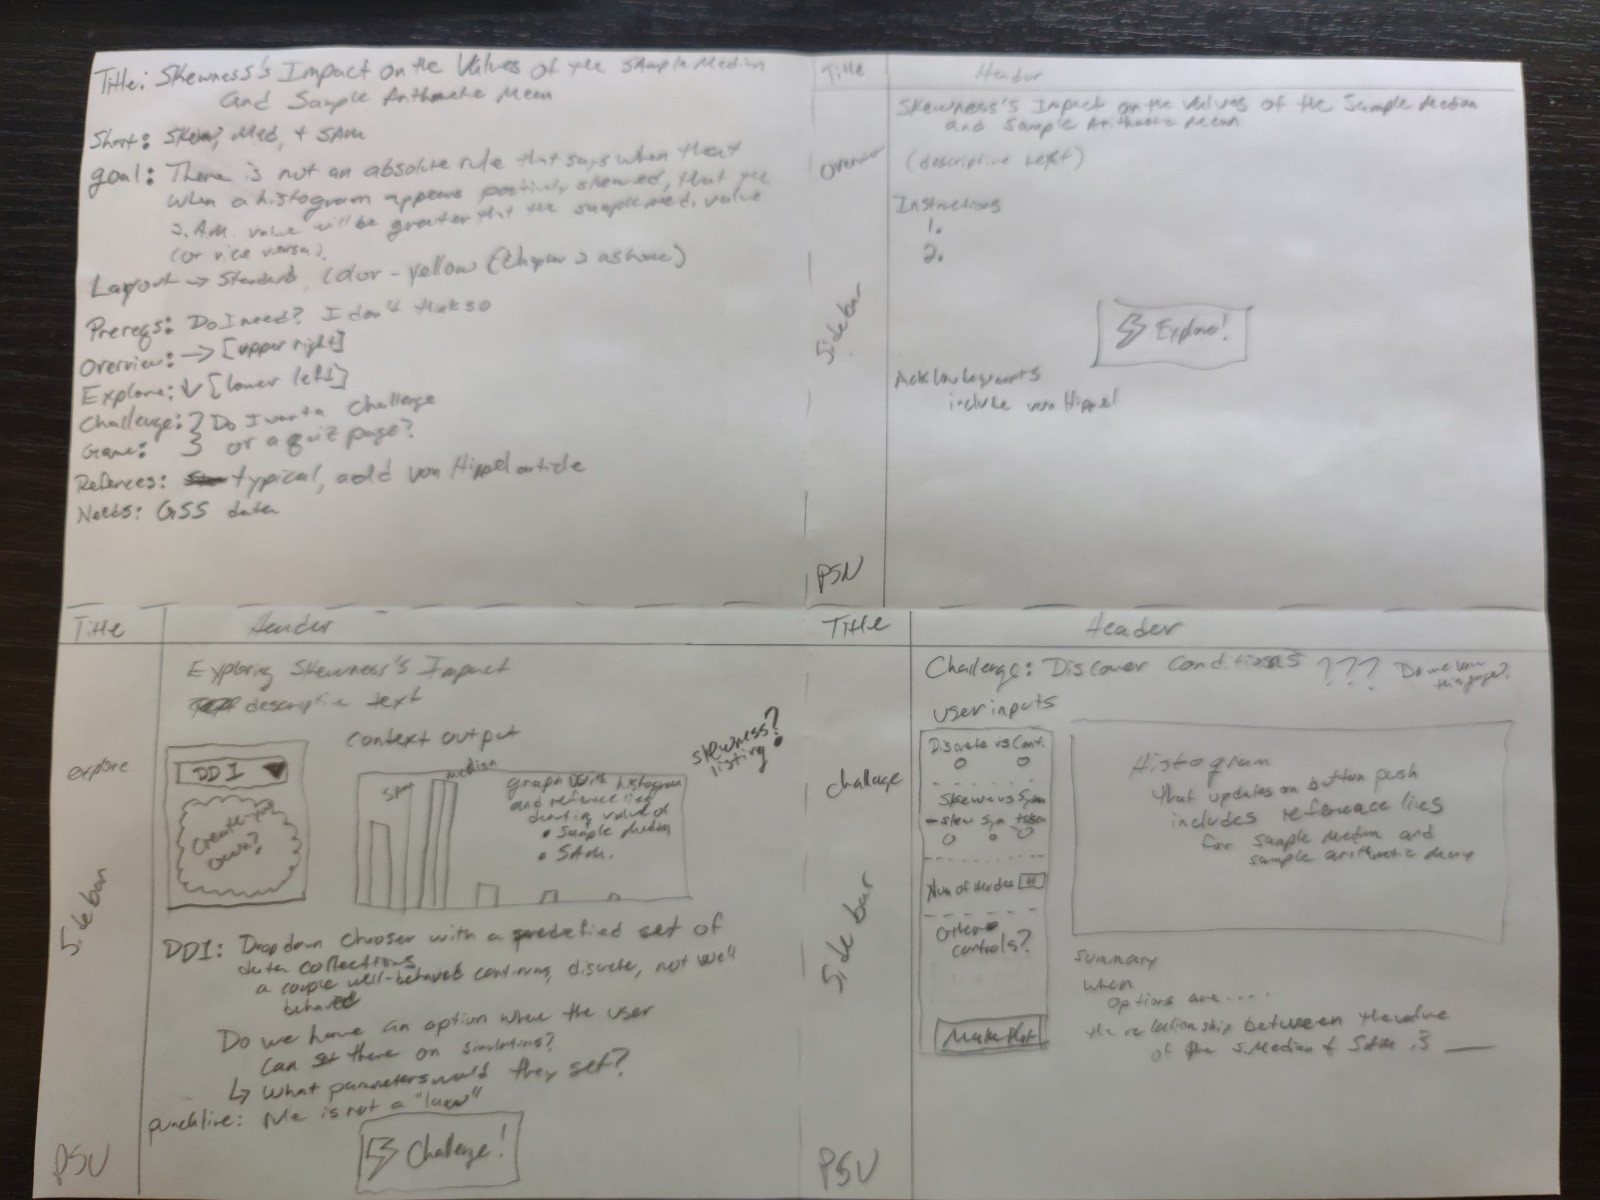 Title: Skewness's Impact on the Values of the Sample Median
and Sample Arithmetic Mean
Short: Skew, Med, + SAM
goal: There is not an absolute rule that says when that
when a histogram appears positively skewed, that the
S.A.M. value will be greater that the sample med. value
(or vice versa).
Layout → Standard, Color - yellow (Chapter 2 as home)
Prereqs: Do I need? I don't think so
Overview: → [upper right]
Explore: ↓ [lower left]
Challenge: } Do I want a Challenge
Game: } or a quiz page?
Refences: typical, add von Hippel article
Needs: GSS data
Title
Header
Overview
Sidebar
PSU
Skewness's Impact on the Values of the Sample Median
and Sample Arithmetic Mean
(descriptive text)
Instructions
1.
2.
Explore!
Acknowledgements
include von Hippel
Title
Header
explore
Sidebar
PSU
Exploring Skewness's Impact
descriptive text
Context output
skewness?
listing
DDI
Create-your
own?
SAM
median
graph with histogram
and reference lines
denoting value of
• Sample Median
• SAM.
DDI: Drop down chooser with a predefied set of
data collections
a couple well-behaved continuous, discrete, not well
behaved
Do we have an option where the user
can set there on simulations?
↳ What parameters would they set?
punchline: Rule is not a "law"
Challenge!
Title
Header
challenge
Sidebar
PSU
Challenge: Discover Conditions ???
Do we
this page?
User inputs
Discrete vs Cont.
Skew vs Sym
-skew Sym +skew
Num of Modes #
Other
controls?
Make Plot
Histogram
that updates on button push
includes reference lies
for sample median and
sample arithmetic mean
Summary
When
options are....
the relationship between the value
of the S Median & SAM is ___